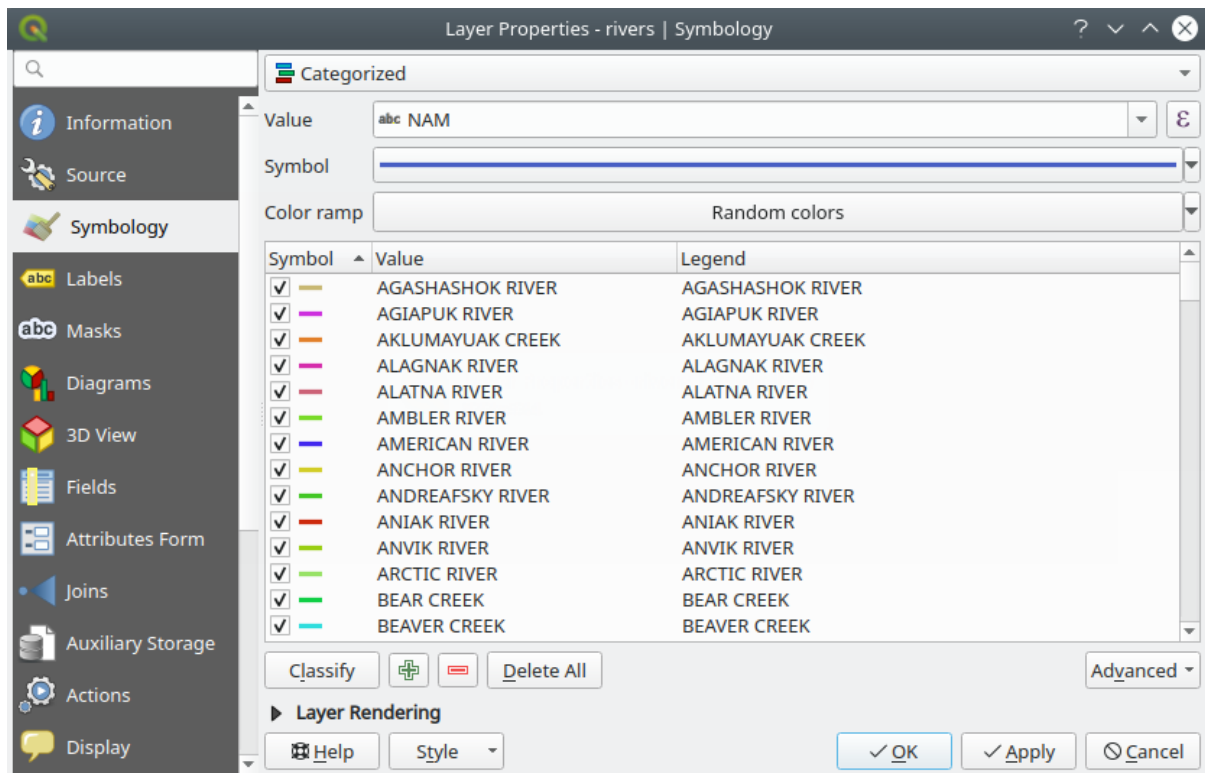 Layer Properties - rivers | Symbology
Categorized
Information
Source
Symbology
abc Labels
abc Masks
Diagrams
3D View
Fields
Attributes Form
Joins
Auxiliary Storage
Actions
Display
Value abc NAM ε
Symbol
Color ramp Random colors
Symbol Value Legend
AGASHASHOK RIVER AGASHASHOK RIVER
AGIAPUK RIVER AGIAPUK RIVER
AKLUMAYUAK CREEK AKLUMAYUAK CREEK
ALAGNAK RIVER ALAGNAK RIVER
ALATNA RIVER ALATNA RIVER
AMBLER RIVER AMBLER RIVER
AMERICAN RIVER AMERICAN RIVER
ANCHOR RIVER ANCHOR RIVER
ANDREAFSKY RIVER ANDREAFSKY RIVER
ANIAK RIVER ANIAK RIVER
ANVIK RIVER ANVIK RIVER
ARCTIC RIVER ARCTIC RIVER
BEAR CREEK BEAR CREEK
BEAVER CREEK BEAVER CREEK
Classify Delete All Advanced
Layer Rendering
Help Style OK Apply Cancel